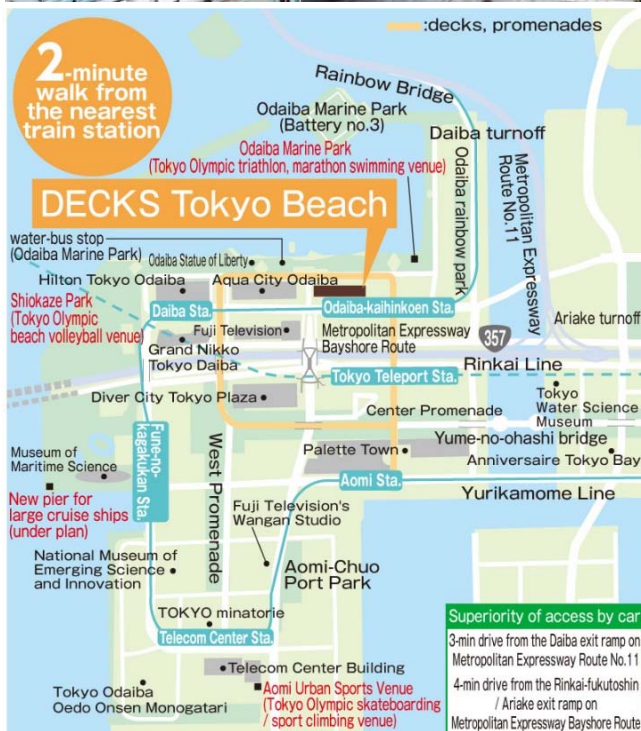 :decks, promenades
2-minute
walk from
the nearest
train station
Rainbow Bridge
Odaiba Marine Park
(Battery no.3)
Daiba turnoff
Odaiba Marine Park
(Tokyo Olympic triathlon, marathon swimming venue)
Odaiba rainbow park
Metropolitan Expressway
Route No.11
DECKS Tokyo Beach
water-bus stop
(Odaiba Marine Park)
Odaiba Statue of Liberty
Hilton Tokyo Odaiba
Aqua City Odaiba
Shiokaze Park
(Tokyo Olympic
beach volleyball venue)
Daiba Sta.
Odaiba-kaihinkoen Sta.
Fuji Television
Metropolitan Expressway
Bayshore Route
357
Ariake turnoff
Grand Nikko
Tokyo Daiba
Rinkai Line
Tokyo Teleport Sta.
Diver City Tokyo Plaza
Center Promenade
Tokyo
Water Science
Museum
Fune-no-
kagakukan Sta.
West Promenade
Palette Town
Yume-no-ohashi bridge
Anniversaire Tokyo Bay
Museum of
Maritime Science
Aomi Sta.
Yurikamome Line
New pier for
large cruise ships
(under plan)
Fuji Television's
Wangan Studio
National Museum of
Emerging Science
and Innovation
Aomi-Chuo
Port Park
TOKYO minatorie
Telecom Center Sta.
Telecom Center Building
Tokyo Odaiba
Oedo Onsen Monogatari
Aomi Urban Sports Venue
(Tokyo Olympic skateboarding
/ sport climbing venue)
Superiority of access by car
3-min drive from the Daiba exit ramp on
Metropolitan Expressway Route No.11
4-min drive from the Rinkai-fukutoshin
/ Ariake exit ramp on
Metropolitan Expressway Bayshore Route